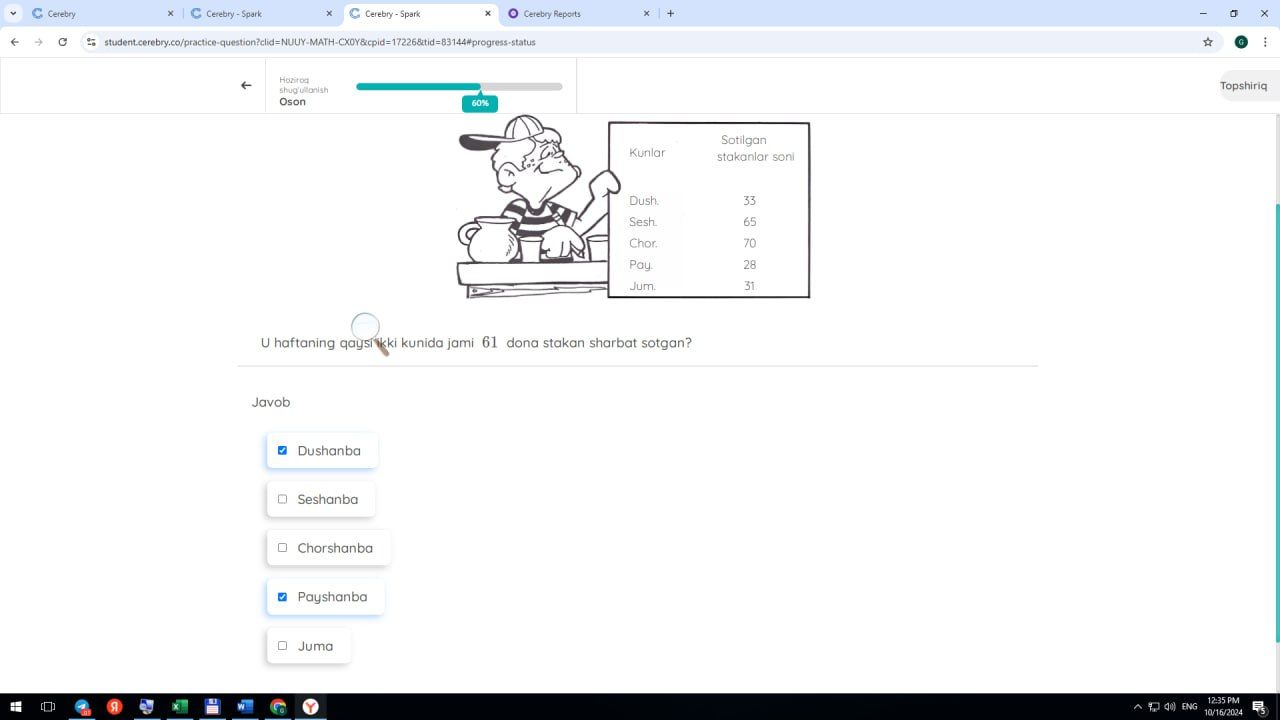 Cerebry
Cerebry - Spark
Cerebry - Spark
Cerebry Reports
student.cerebry.co/practice-question?clid=NUUY-MATH-CX0Y&cpid=17226&tid=83144#progress-status
G
Hoziroq
shug'ullanish
Oson
60%
Topshiriq
Kunlar
Sotilgan
stakanlar soni
Dush. 33
Sesh. 65
Chor. 70
Pay. 28
Jum. 31
U haftaning qaysi ikki kunida jami 61 dona stakan sharbat sotgan?
Javob
Dushanba
Seshanba
Chorshanba
Payshanba
Juma
ENG
12:35 PM
10/16/2024